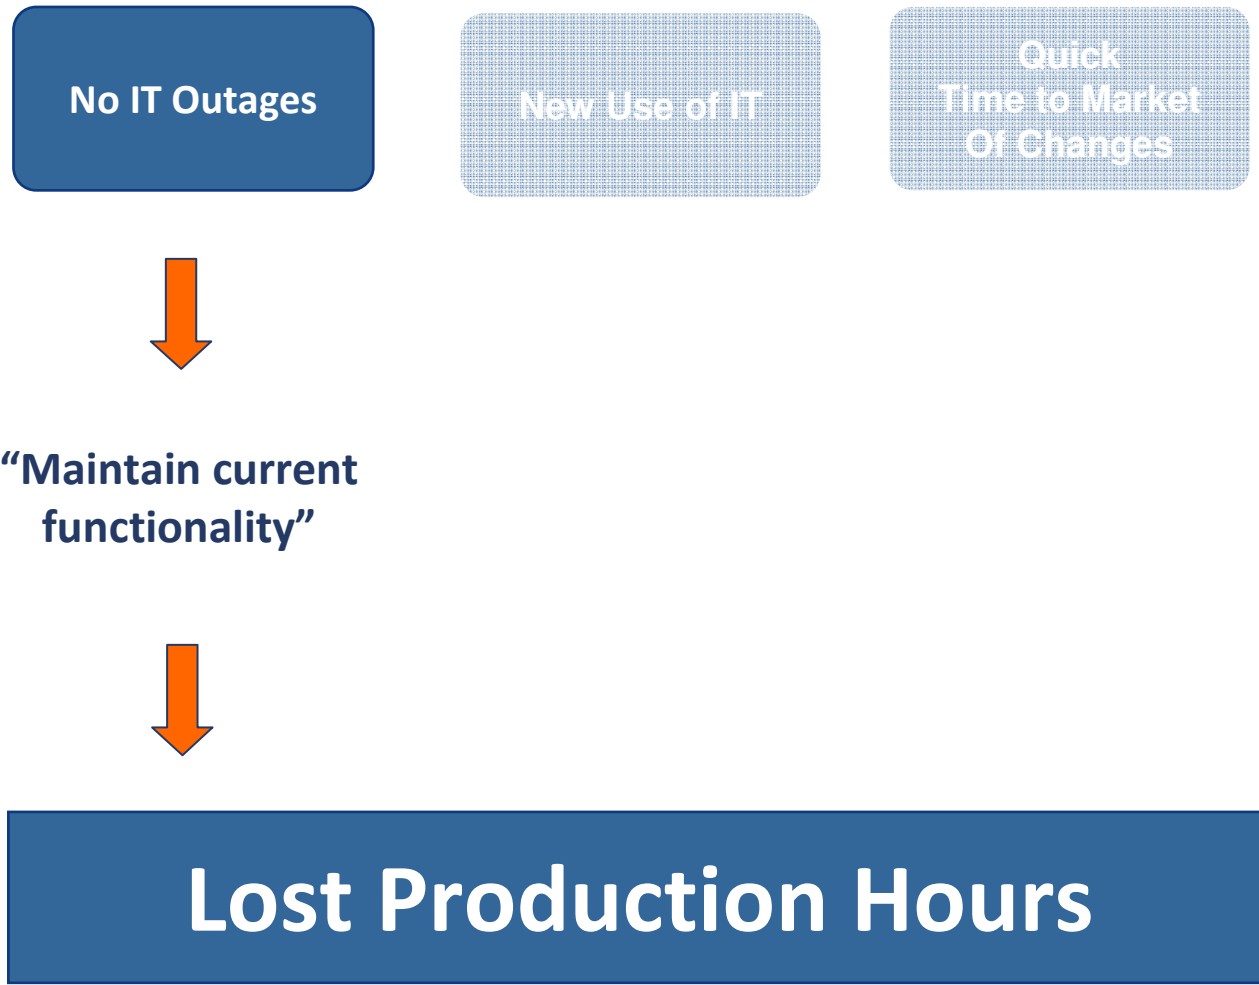 No IT Outages
New Use of IT
Quick
Time to Market
Of Changes
“Maintain current
functionality”
Lost Production Hours